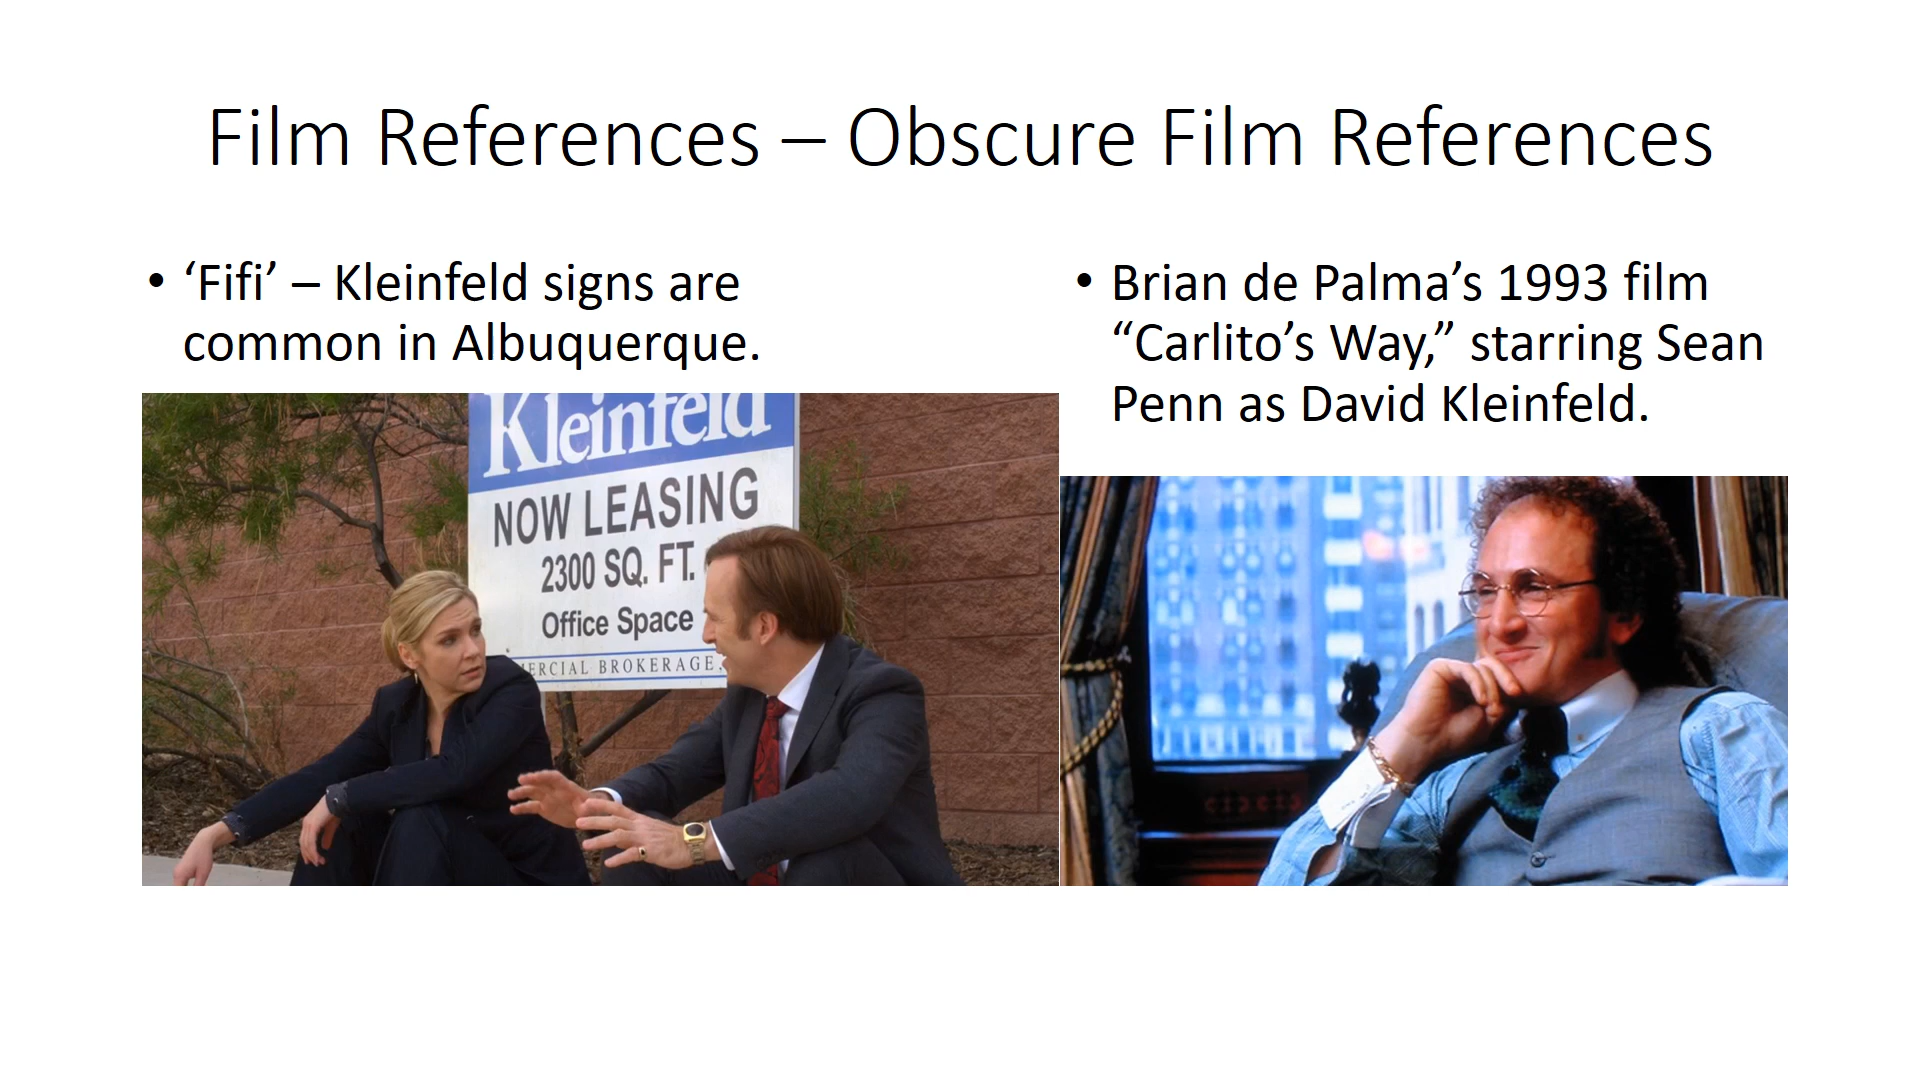 Film References – Obscure Film References
• ‘Fifi’ – Kleinfeld signs are
common in Albuquerque.
• Brian de Palma’s 1993 film
“Carlito’s Way,” starring Sean
Penn as David Kleinfeld.
Kleinfeld
NOW LEASING
2300 SQ. FT.
Office Space
ERCIAL BROKERAGE.